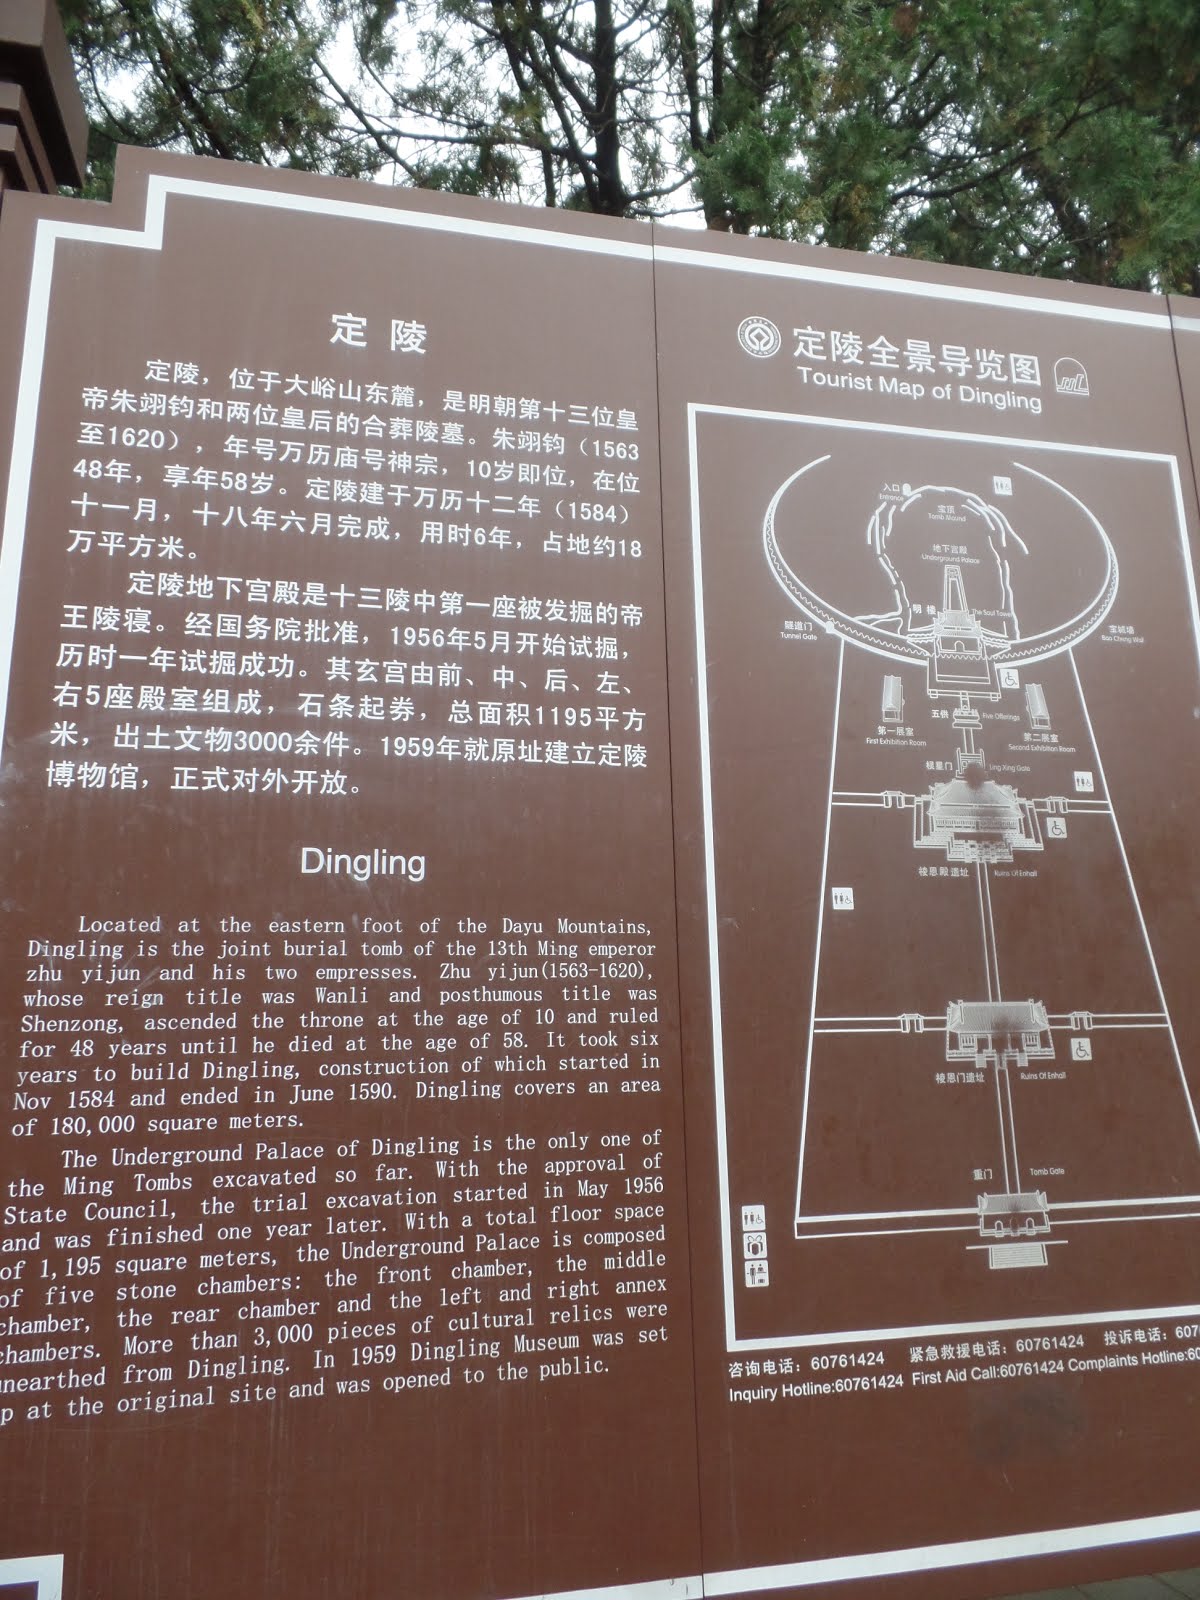 定陵
定陵，位于大峪山东麓，是明朝第十三位皇
帝朱翊钧和两位皇后的合葬陵墓。朱翊钧（1563
至1620），年号万历庙号神宗，10岁即位，在位
48年，享年58岁。定陵建于万历十二年（1584）
十一月，十八年六月完成，用时6年，占地约18
万平方米。
定陵地下宫殿是十三陵中第一座被发掘的帝
王陵寝。经国务院批准，1956年5月开始试掘，
历时一年试掘成功。其玄宫由前、中、后、左、
右5座殿室组成，石条起券，总面积1195平方
米，出土文物3000余件。1959年就原址建立定陵
博物馆，正式对外开放。
Dingling
Located at the eastern foot of the Dayu Mountains,
Dingling is the joint burial tomb of the 13th Ming emperor
zhu yijun and his two empresses. Zhu yijun(1563-1620),
whose reign title was Wanli and posthumous title was
Shenzong, ascended the throne at the age of 10 and ruled
for 48 years until he died at the age of 58. It took six
years to build Dingling, construction of which started in
Nov 1584 and ended in June 1590. Dingling covers an area
of 180,000 square meters.
The Underground Palace of Dingling is the only one of
the Ming Tombs excavated so far. With the approval of
State Council, the trial excavation started in May 1956
and was finished one year later. With a total floor space
of 1,195 square meters, the Underground Palace is composed
of five stone chambers: the front chamber, the middle
chamber, the rear chamber and the left and right annex
chambers. More than 3,000 pieces of cultural relics were
unearthed from Dingling. In 1959 Dingling Museum was set
p at the original site and was opened to the public.
定陵全景导览图
Tourist Map of Dingling
入口
Entrance
宝顶
Tomb Mound
地下宫殿
Underground Palace
明楼 The Soul Tower
隧道门
Tunnel Gate
宝城墙
Bao Cheng Wall
五供 Five Offerings
第一展室
First Exhibition Room
第二展室
Second Exhibition Room
棂星门 Ling Xing Gate
祾恩殿遗址 Ruins Of Enhall
祾恩门遗址 Ruins Of Enhall
重门 Tomb Gate
咨询电话：60761424 紧急救援电话：60761424 投诉电话：607
Inquiry Hotline:60761424 First Aid Call:60761424 Complaints Hotline:60